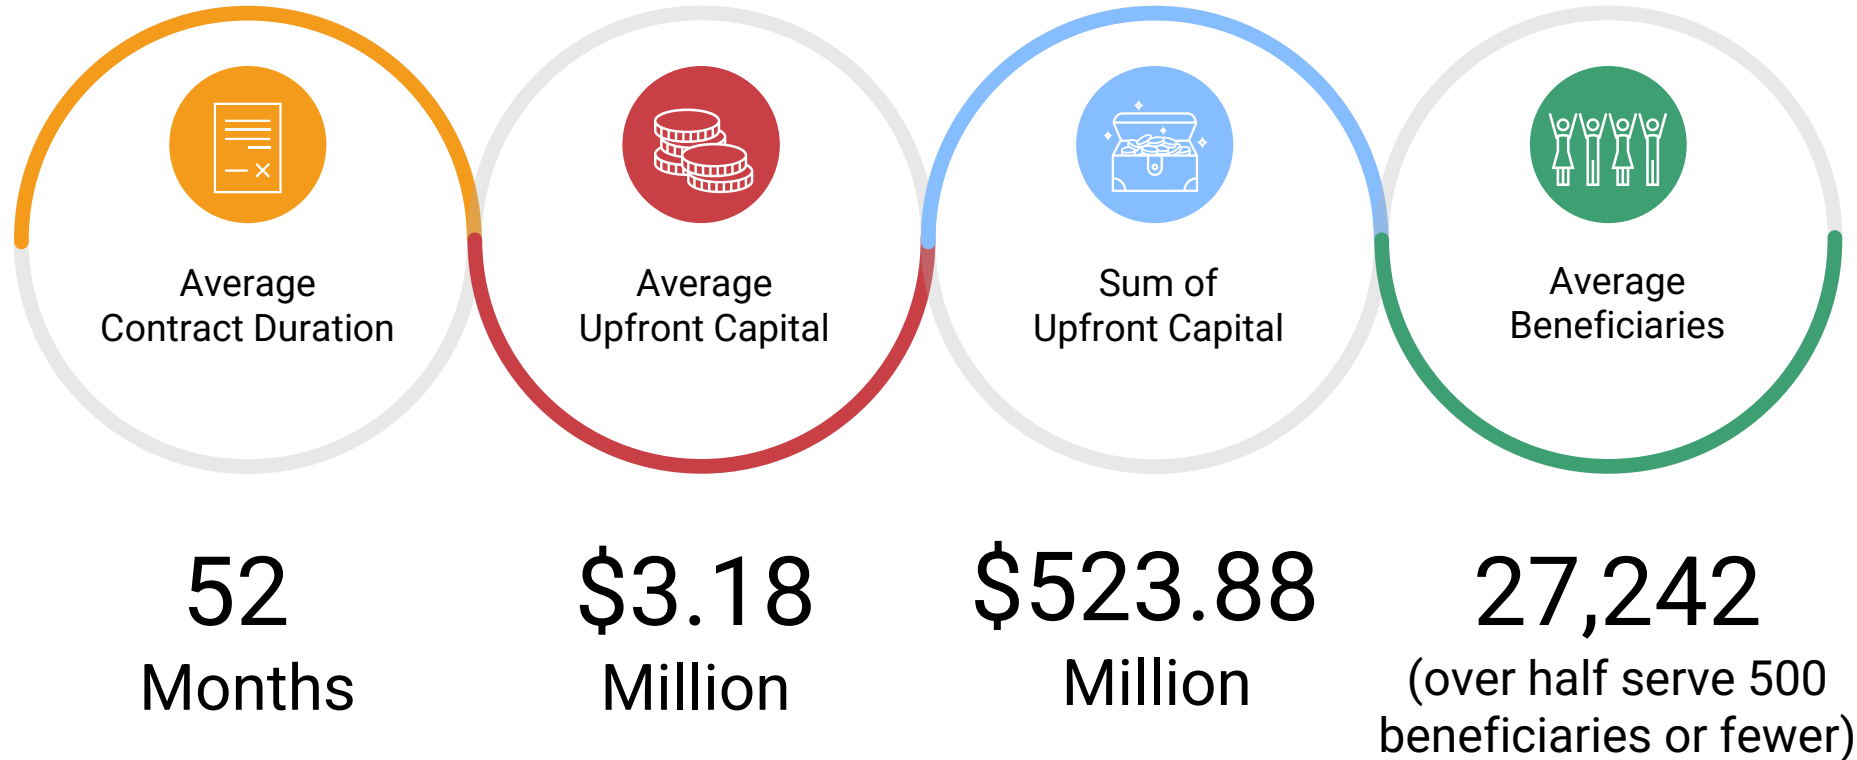 Average
Contract Duration
52
Months
Average
Upfront Capital
$3.18
Million
Sum of
Upfront Capital
$523.88
Million
Average
Beneficiaries
27,242
(over half serve 500
beneficiaries or fewer)